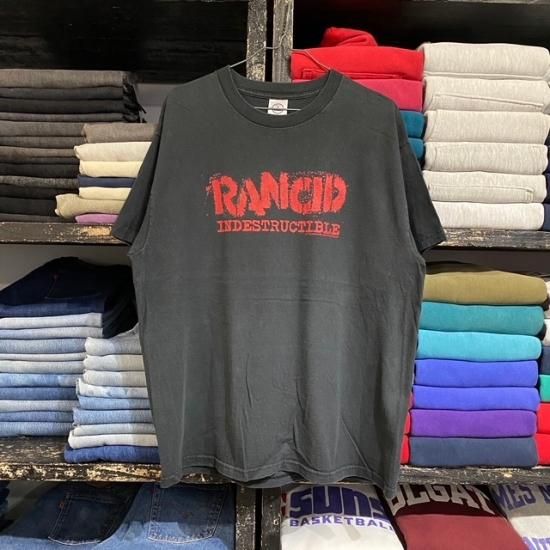 RANCID
INDESTRUCTIBLE
SUNS
BASKETBALL